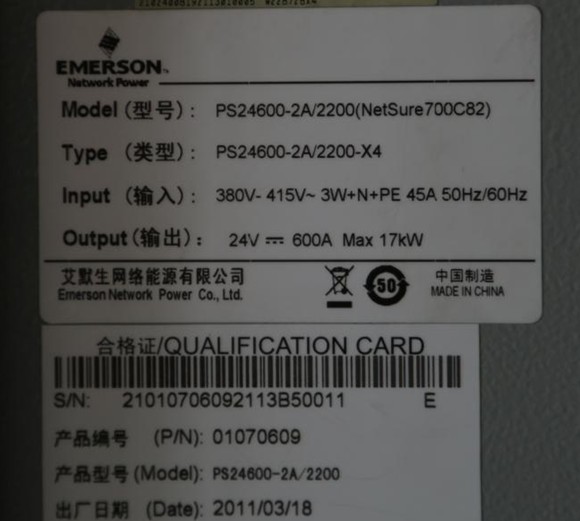 EMERSON
Network Power
Model (型号): PS24600-2A/2200(NetSure700C82)
Type (类型): PS24600-2A/2200-X4
Input (输入): 380V- 415V~ 3W+N+PE 45A 50Hz/60Hz
Output (输出): 24V ⎓ 600A Max 17kW
艾默生网络能源有限公司
Emerson Network Power Co., Ltd.
50
中国制造
MADE IN CHINA
合格证/QUALIFICATION CARD
S/N: 21010706092113B50011 E
产品编号 (P/N): 01070609
产品型号(Model): PS24600-2A/2200
出厂日期 (Date): 2011/03/18